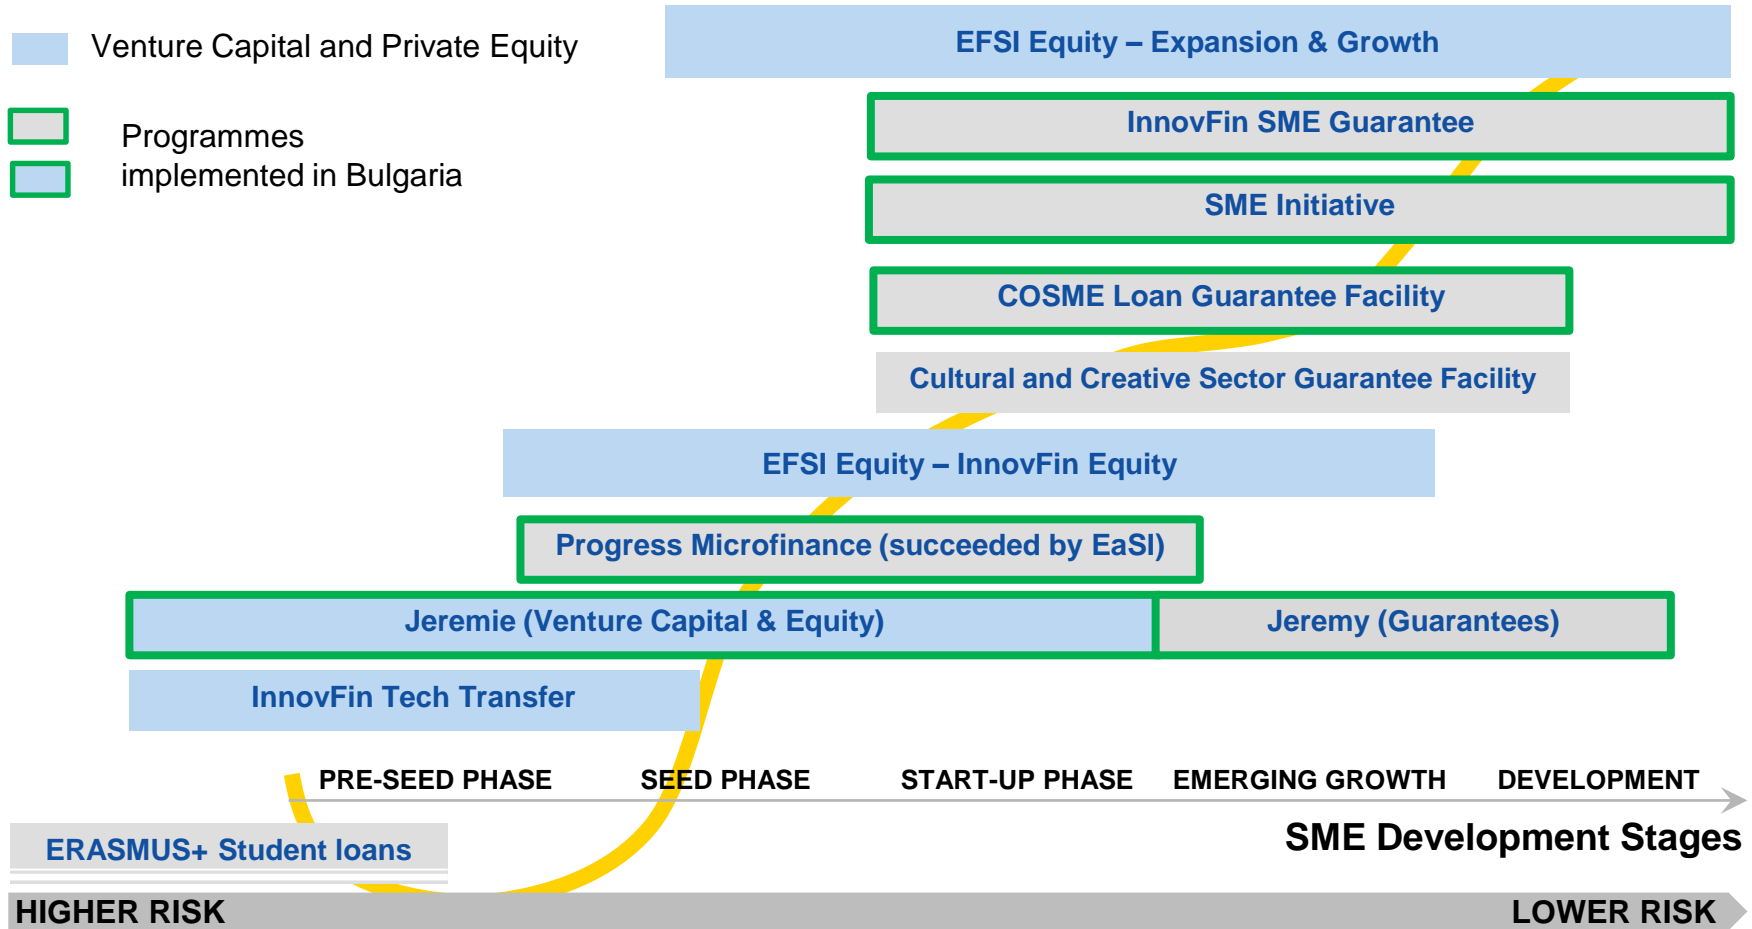 Venture Capital and Private Equity
Programmes
implemented in Bulgaria
EFSI Equity – Expansion & Growth
InnovFin SME Guarantee
SME Initiative
COSME Loan Guarantee Facility
Cultural and Creative Sector Guarantee Facility
EFSI Equity – InnovFin Equity
Progress Microfinance (succeeded by EaSI)
Jeremie (Venture Capital & Equity)
Jeremy (Guarantees)
InnovFin Tech Transfer
PRE-SEED PHASE
SEED PHASE
START-UP PHASE
EMERGING GROWTH
DEVELOPMENT
SME Development Stages
ERASMUS+ Student loans
HIGHER RISK
LOWER RISK